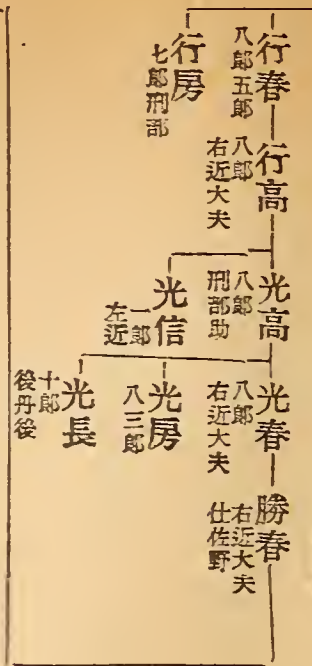 行春
八郎五郎
行房
七郎刑部
行高
八郎
右近大夫
光高
八郎
刑部助
光信
一郎
左近
光春
八郎
右近大夫
光房
八三郎
光長
十郎
後丹後
勝春
右近大夫
仕佐野